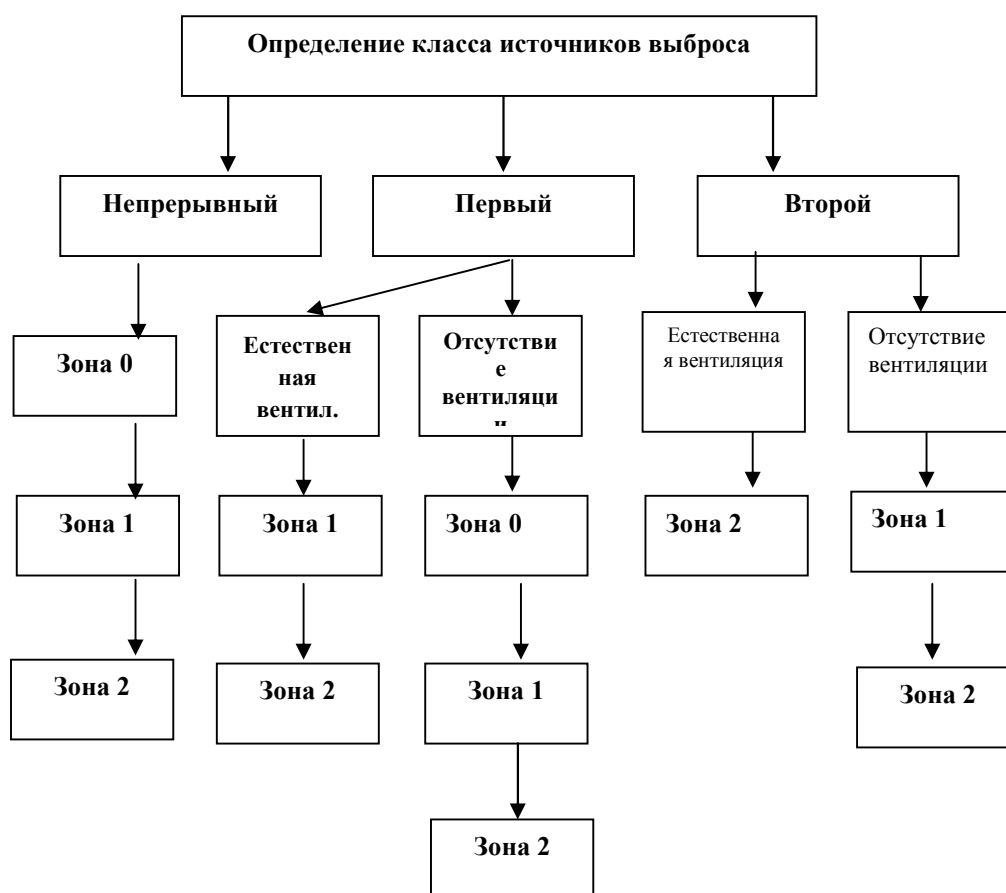 Определение класса источников выброса
Непрерывный
Первый
Второй
Зона 0
Естествен
ная
вентил.
Отсутстви
е
вентиляци
и
Естественна
я вентиляция
Отсутствие
вентиляции
Зона 1
Зона 1
Зона 0
Зона 2
Зона 1
Зона 2
Зона 2
Зона 1
Зона 2
Зона 2